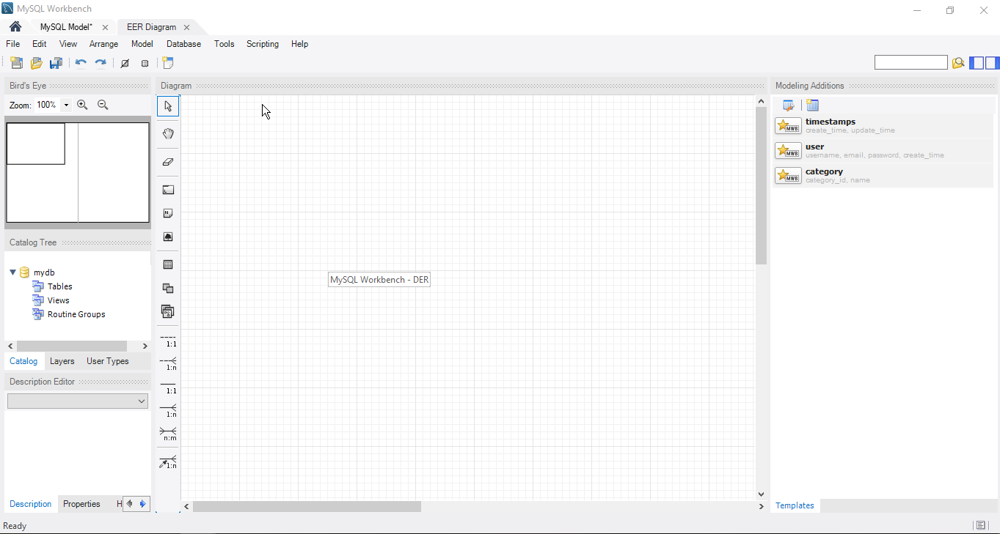 MySQL Workbench
MySQL Model*
EER Diagram
File Edit View Arrange Model Database Tools Scripting Help
Bird's Eye
Zoom: 100%
Catalog Tree
mydb
Tables
Views
Routine Groups
Catalog Layers User Types
Description Editor
Description Properties H
Diagram
L
N
1:1
1:n
1:1
1:n
n:m
1:n
MySQL Workbench - DER
Modeling Additions
MWB
timestamps
create_time, update_time
MWB
user
username, email, password, create_time
MWB
category
category_id, name
Templates
Ready